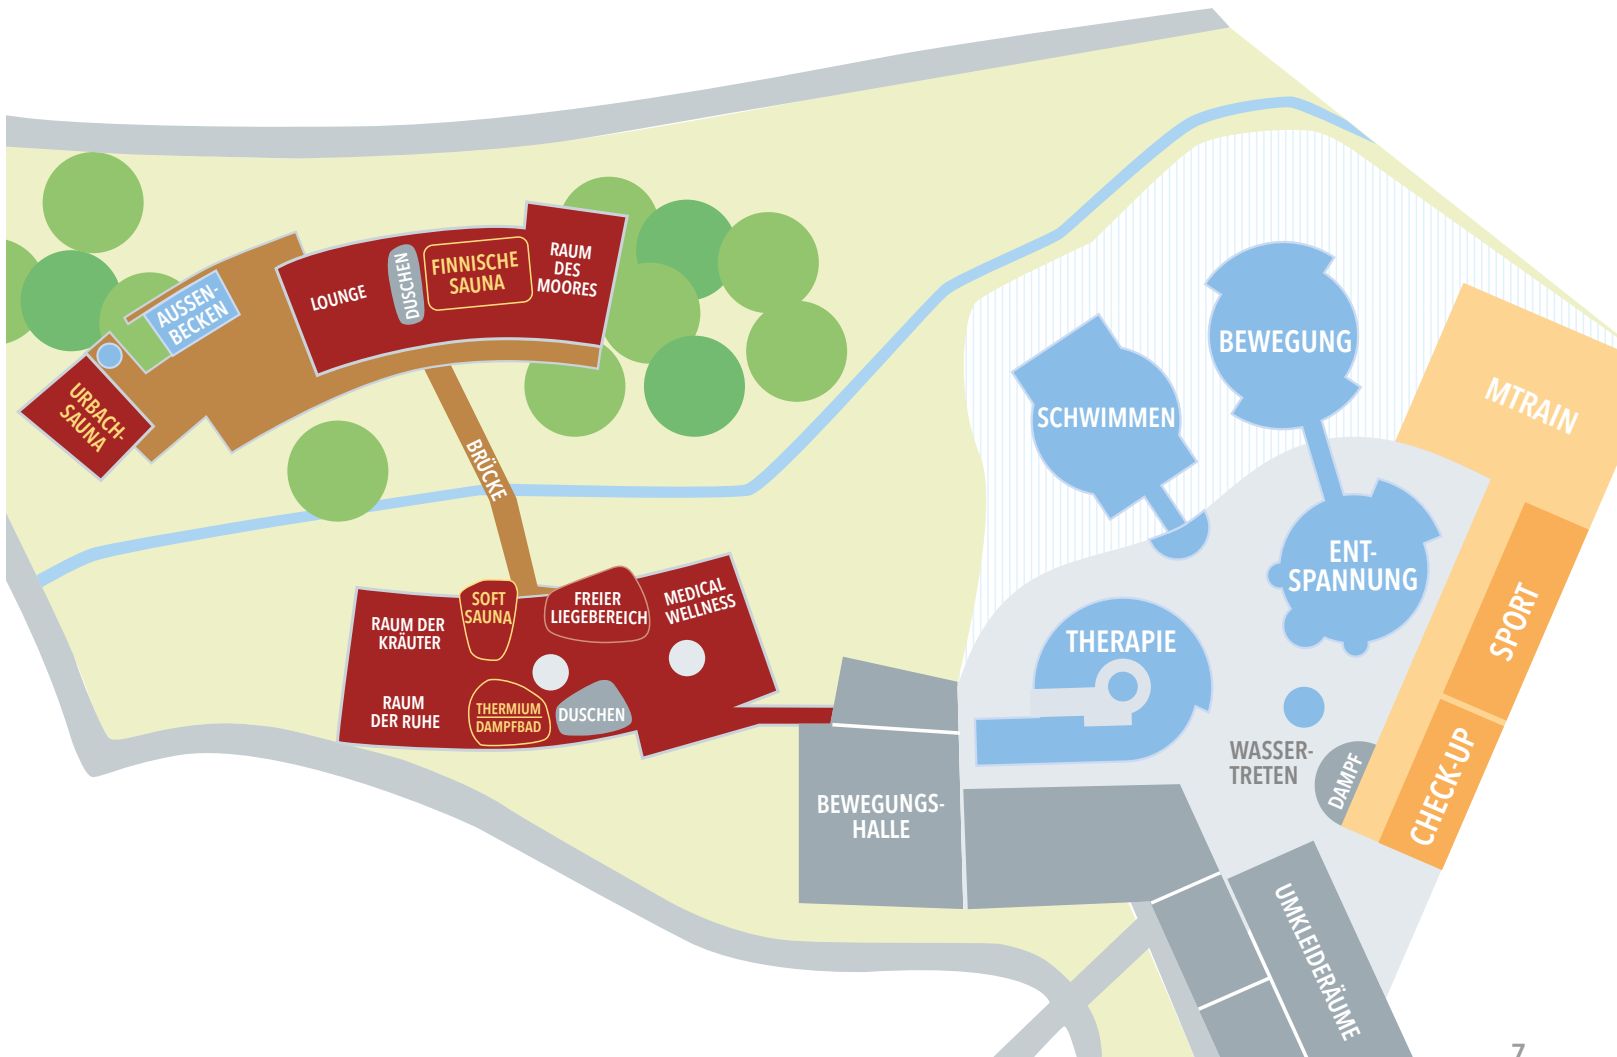 RAUM
DES
MOORES
FINNISCHE
SAUNA
DUSCHEN
LOUNGE
AUSSEN-
BECKEN
URBACH-
SAUNA
BRÜCKE
BEWEGUNG
SCHWIMMEN
MTRAIN
ENT-
SPANNUNG
SPORT
CHECK-UP
THERAPIE
WASSER-
TRETEN
DAMPF
SOFT
SAUNA
FREIER
LIEGEBEREICH
MEDICAL
WELLNESS
RAUM DER
KRÄUTER
RAUM
DER RUHE
THERMIUM
DAMPFBAD
DUSCHEN
BEWEGUNGS-
HALLE
UMKLEIDERÄUME
7